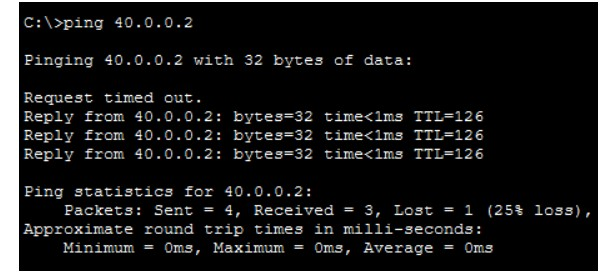 C:\>ping 40.0.0.2
Pinging 40.0.0.2 with 32 bytes of data:
Request timed out.
Reply from 40.0.0.2: bytes=32 time<1ms TTL=126
Reply from 40.0.0.2: bytes=32 time<1ms TTL=126
Reply from 40.0.0.2: bytes=32 time<1ms TTL=126
Ping statistics for 40.0.0.2:
    Packets: Sent = 4, Received = 3, Lost = 1 (25% loss),
Approximate round trip times in milli-seconds:
    Minimum = 0ms, Maximum = 0ms, Average = 0ms